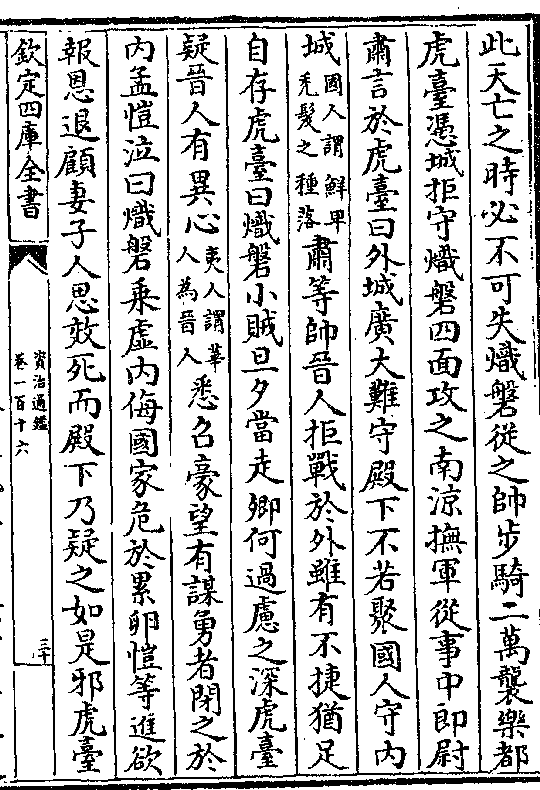 此天亡之時必不可失熾磐從之帥步騎二萬襲樂都
虎臺憑城拒守熾磐四面攻之南涼撫軍從事中郎尉
肅言於虎臺曰外城廣大難守殿下不若聚國人守內
城國人謂鮮卑禿髮之種落肅等帥晉人拒戰於外雖有不捷猶足
自存虎臺曰熾磐小賊旦夕當走卿何過慮之深虎臺
疑晉人有異心夷人謂華人為晉人悉召豪望有謀勇者閉之於
內孟愷泣曰熾磐乘虛內侮國家危於累卵愷等進欲
報恩退顧妻子人思效死而殿下乃疑之如是邪虎臺
欽定四庫全書
資治通鑑
卷一百十六
三十